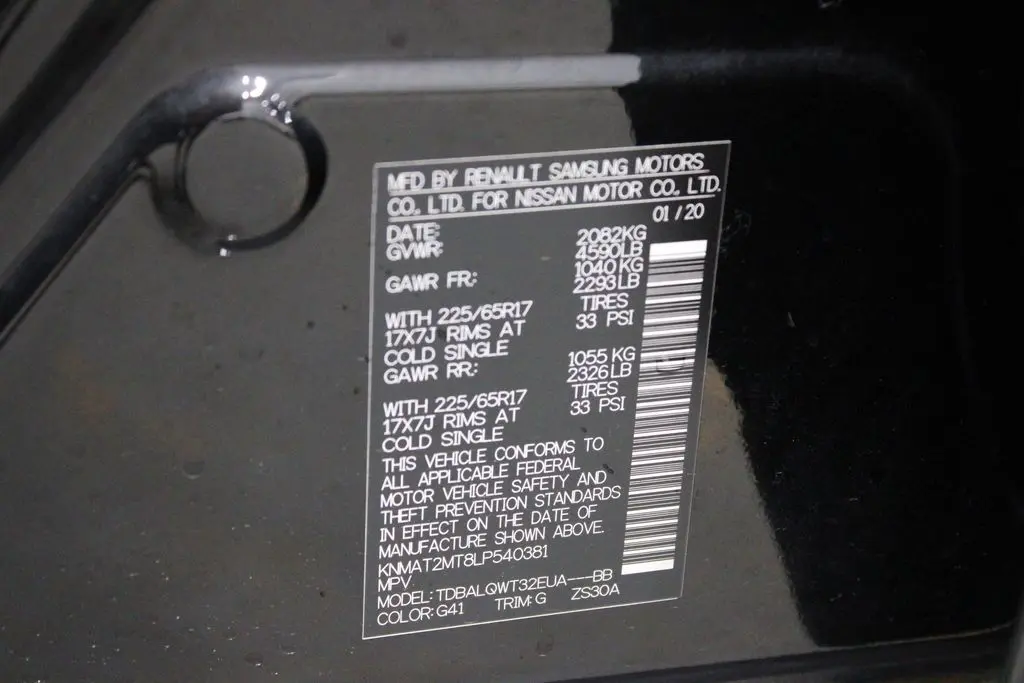 MFD BY RENAULT SAMSUNG MOTORS
CO., LTD. FOR NISSAN MOTOR CO., LTD.
DATE: 01/20
GVWR: 2082KG
4590LB
GAWR FR: 1040KG
2293LB
WITH 225/65R17 TIRES
17X7J RIMS AT 33 PSI
COLD SINGLE
GAWR RR: 1055 KG
2326LB
WITH 225/65R17 TIRES
17X7J RIMS AT 33 PSI
COLD SINGLE
THIS VEHICLE CONFORMS TO
ALL APPLICABLE FEDERAL
MOTOR VEHICLE SAFETY AND
THEFT PREVENTION STANDARDS
IN EFFECT ON THE DATE OF
MANUFACTURE SHOWN ABOVE.
KNMAT2MT8LP540381
MPV
MODEL: TDBALQWT32EUA---BB
COLOR: G41 TRIM: G ZS30A